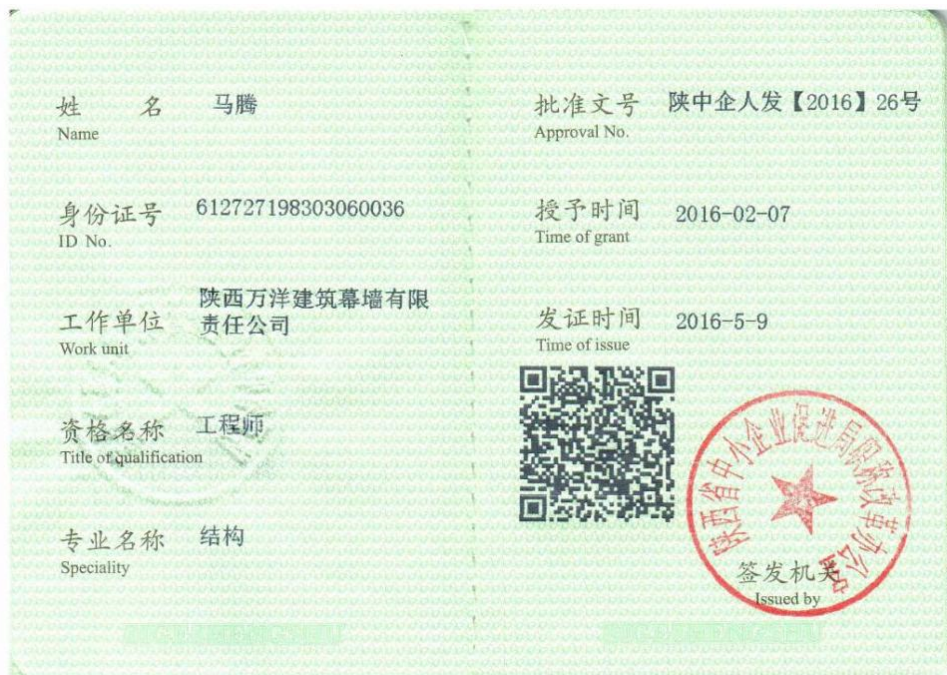 姓 名 马腾
Name
身份证号 612727198303060036
ID No.
工作单位 陕西万洋建筑幕墙有限
责任公司
Work unit
资格名称 工程师
Title of qualification
专业名称 结构
Speciality
批准文号 陕中企人发【2016】26号
Approval No.
授予时间 2016-02-07
Time of grant
发证时间 2016-5-9
Time of issue
陕西省中小企业促进局职称改革办公室
签发机关
Issued by